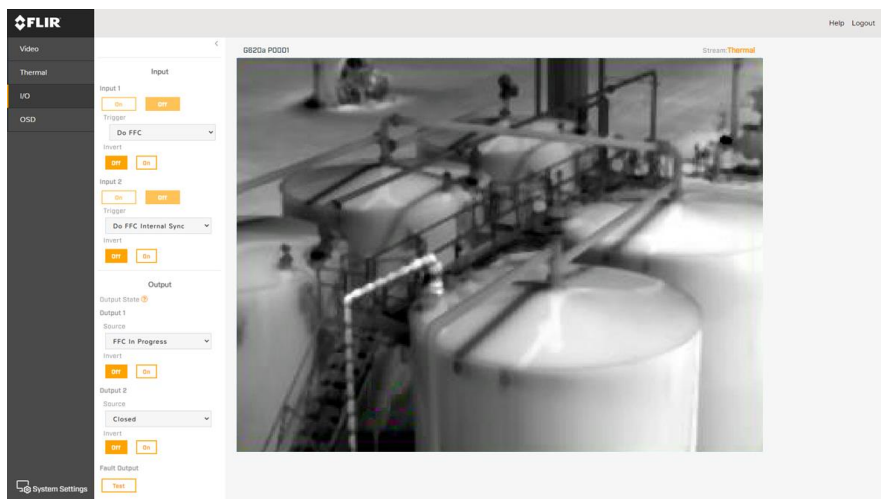 FLIR
Help Logout
Video
Thermal
I/O
OSD
System Settings
Input
Input 1
On Off
Trigger
Do FFC
Invert
Off On
Input 2
On Off
Trigger
Do FFC Internal Sync
Invert
Off On
Output
Output State
Output 1
Source
FFC In Progress
Invert
Off On
Output 2
Source
Closed
Invert
Off On
Fault Output
Test
G620a P0001
Stream:Thermal